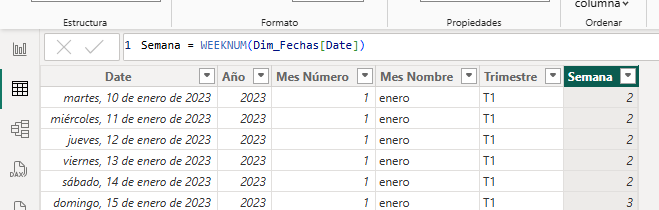 columna
Estructura Formato Propiedades Ordenar
1 Semana = WEEKNUM(Dim_Fechas[Date])
Date Año Mes Número Mes Nombre Trimestre Semana
martes, 10 de enero de 2023 2023 1 enero T1 2
miércoles, 11 de enero de 2023 2023 1 enero T1 2
jueves, 12 de enero de 2023 2023 1 enero T1 2
viernes, 13 de enero de 2023 2023 1 enero T1 2
sábado, 14 de enero de 2023 2023 1 enero T1 2
domingo, 15 de enero de 2023 2023 1 enero T1 3
DAX